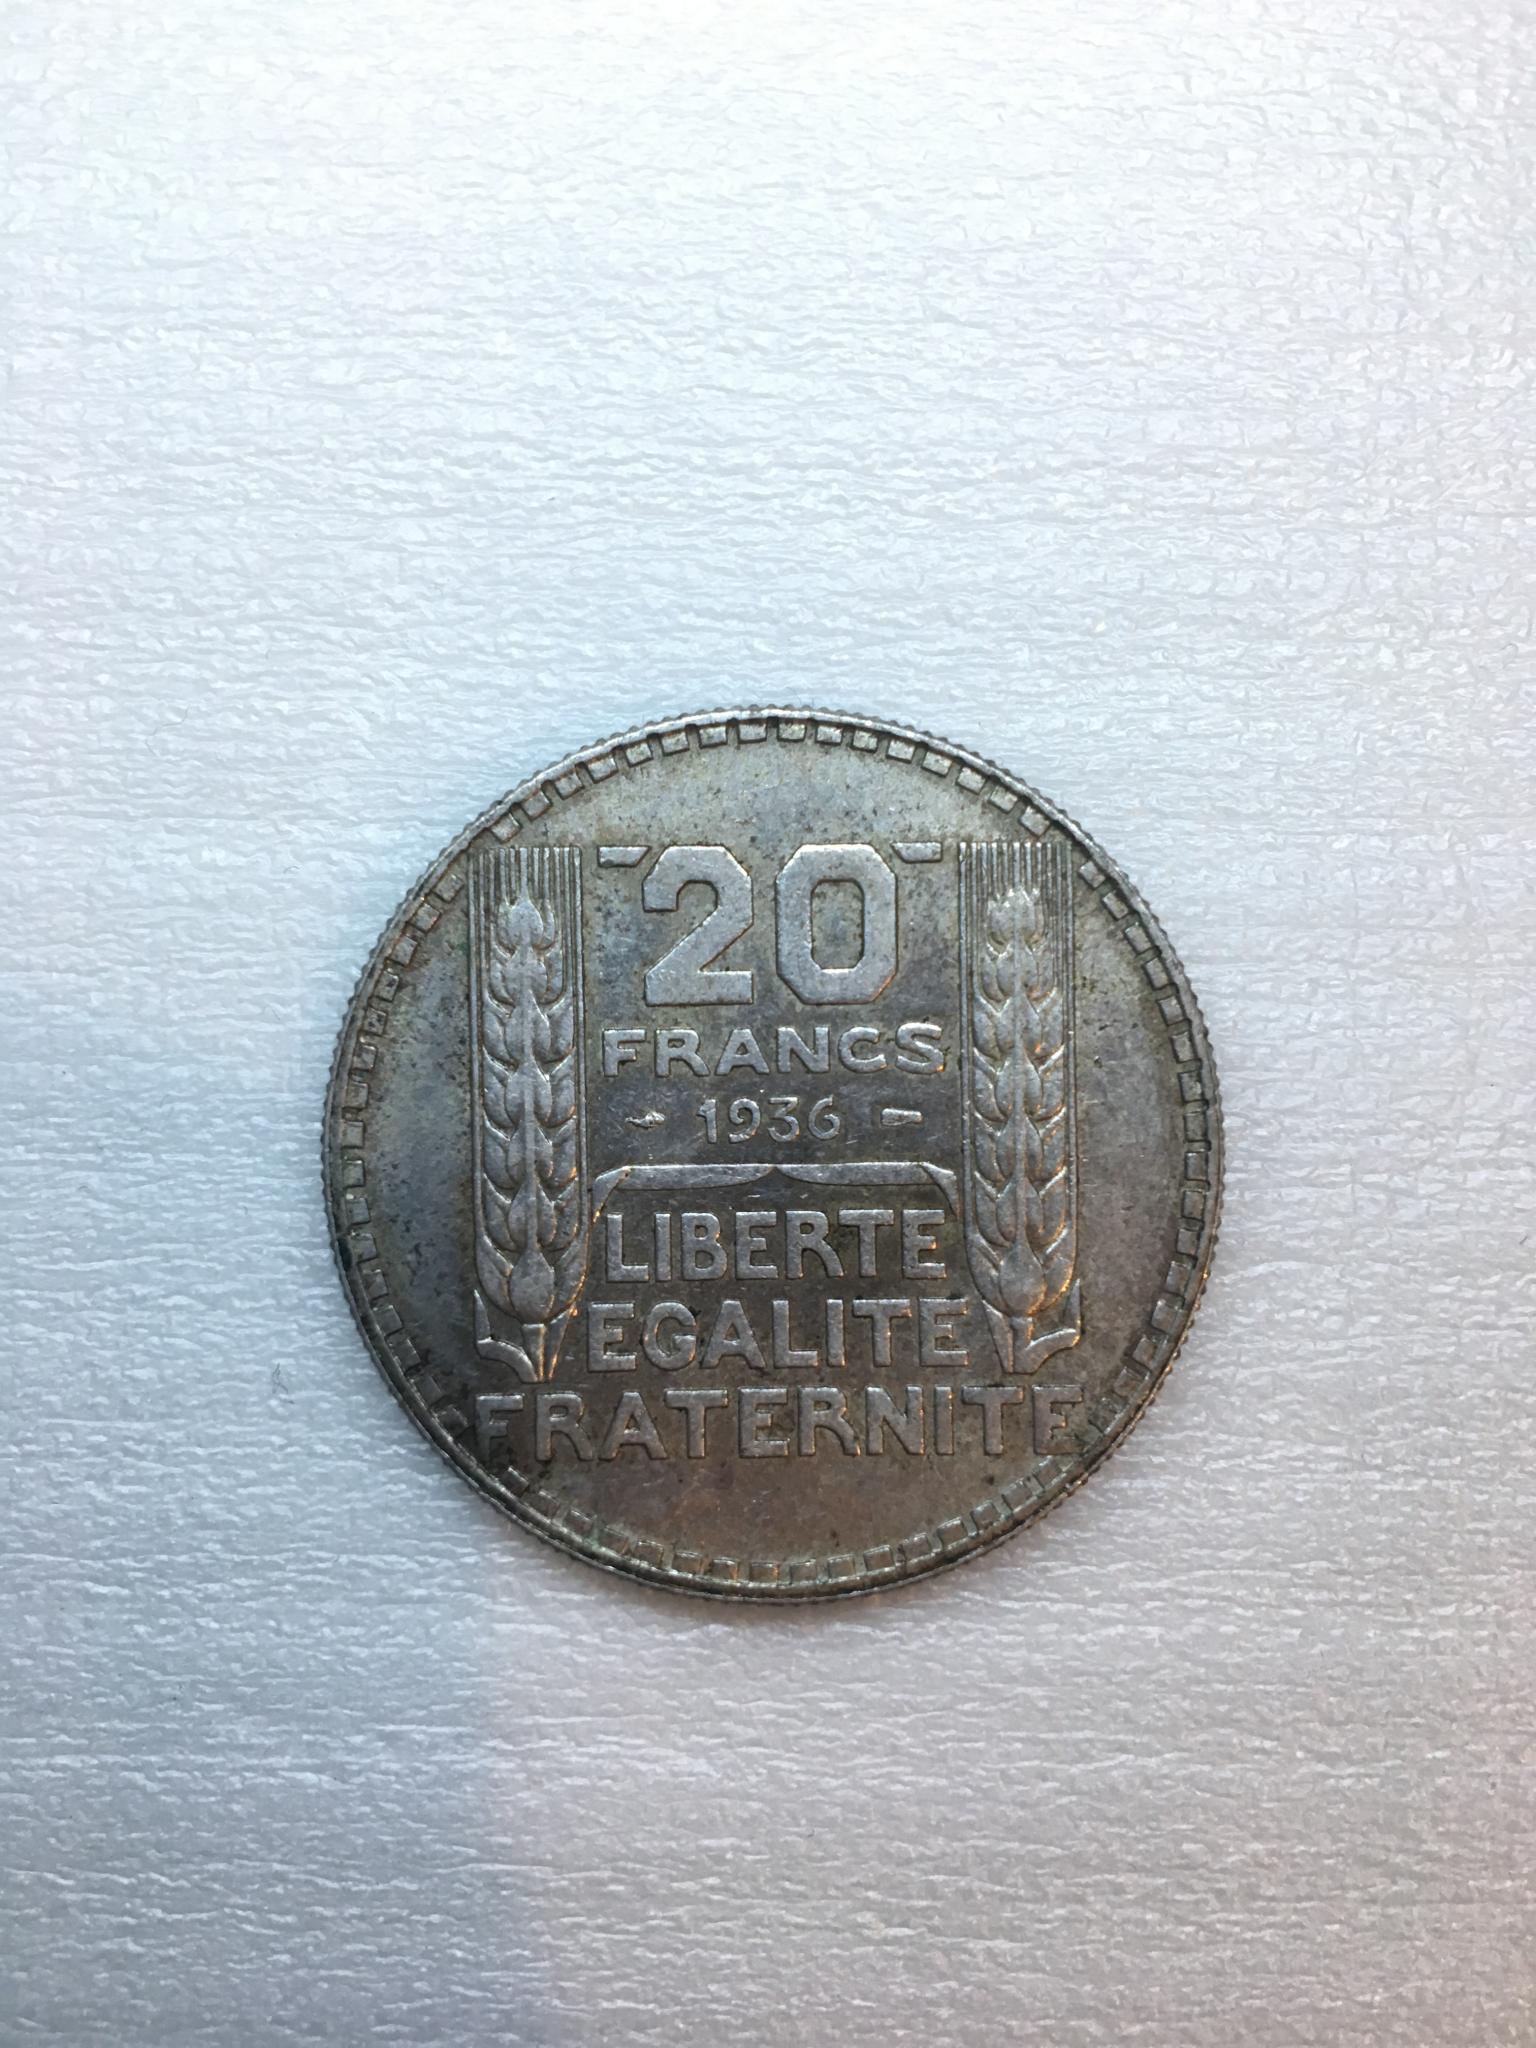 20
FRANCS
1936
LIBERTE
EGALITE
FRATERNITE